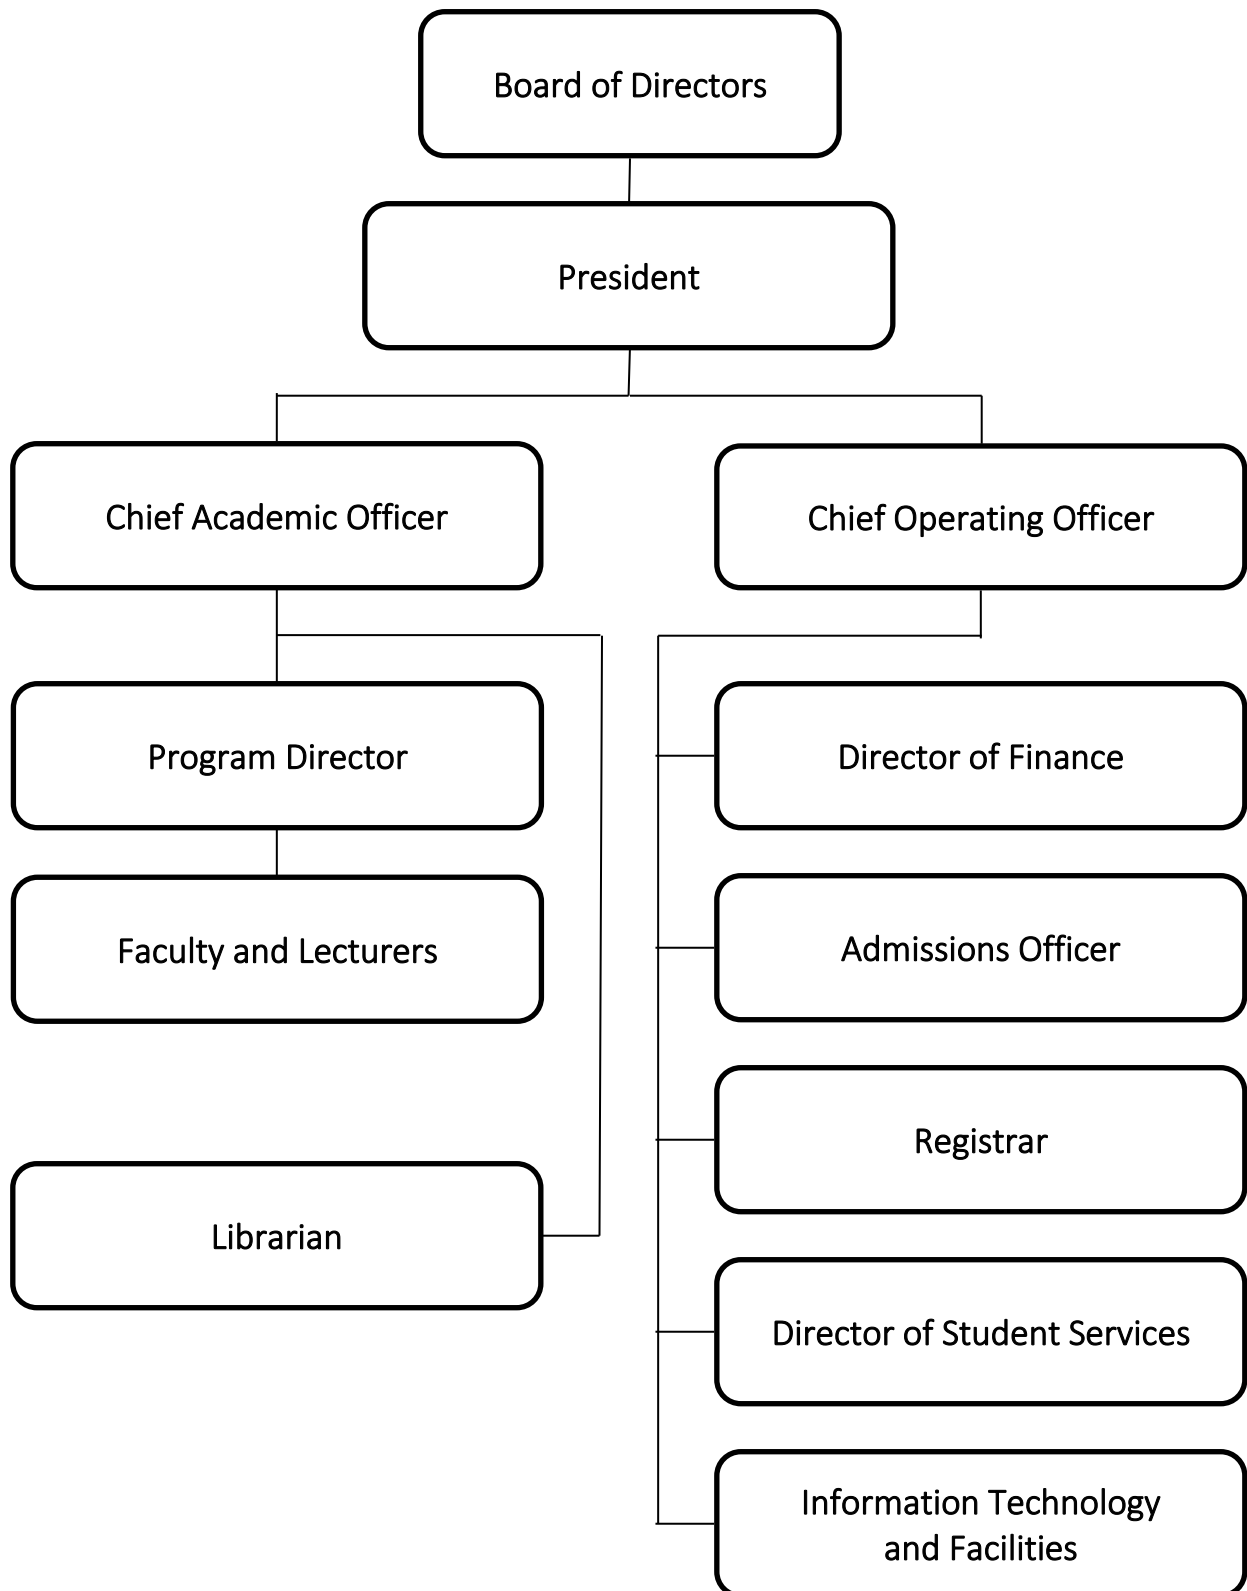 Board of Directors
President
Chief Academic Officer
Chief Operating Officer
Program Director
Director of Finance
Faculty and Lecturers
Admissions Officer
Registrar
Librarian
Director of Student Services
Information Technology
and Facilities